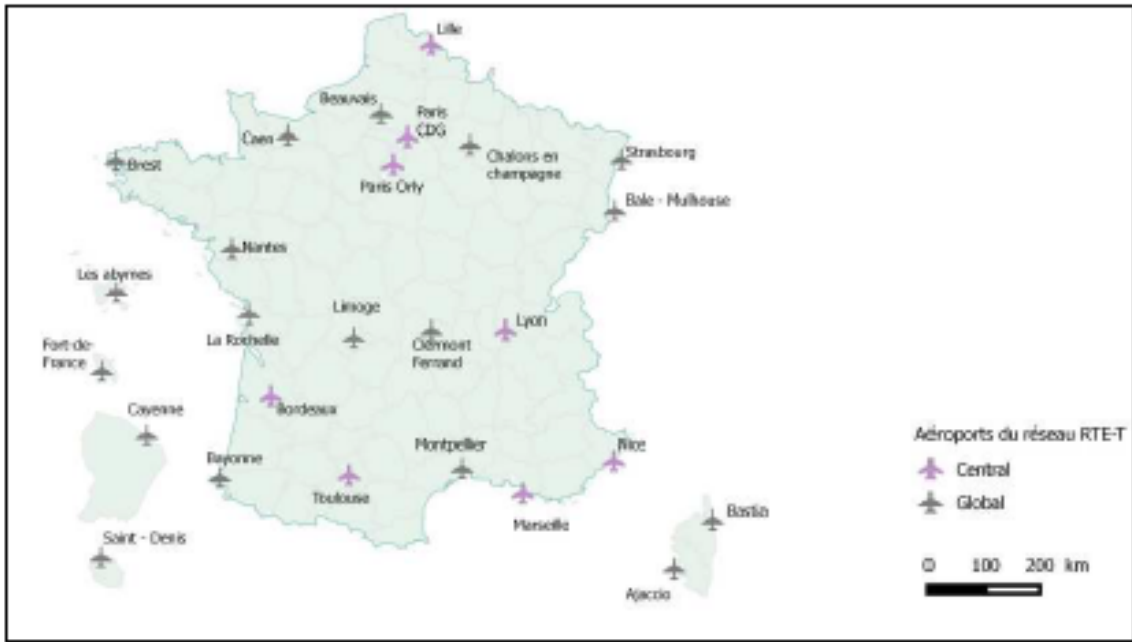 Lille
Beauvais
Paris
CDG
Caen
Chalons en
champagne
Strasbourg
Brest
Paris Orly
Bale - Mulhouse
Nantes
Les abymes
Limoge
Lyon
La Rochelle
Clermont
Ferrand
Fort-de-
France
Cayenne
Bordeaux
Bayonne
Montpellier
Nice
Toulouse
Marseille
Saint - Denis
Bastia
Ajaccio
Aéroports du réseau RTE-T
Central
Global
0 100 200 km